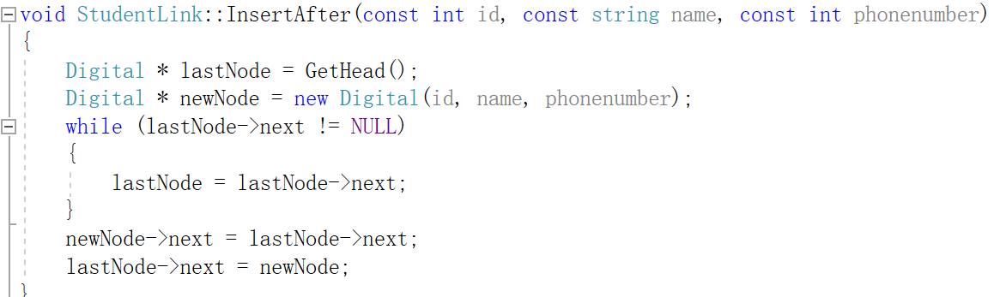 void StudentLink::InsertAfter(const int id, const string name, const int phonenumber)
{
Digital * lastNode = GetHead();
Digital * newNode = new Digital(id, name, phonenumber);
while (lastNode->next != NULL)
{
lastNode = lastNode->next;
}
newNode->next = lastNode->next;
lastNode->next = newNode;
}